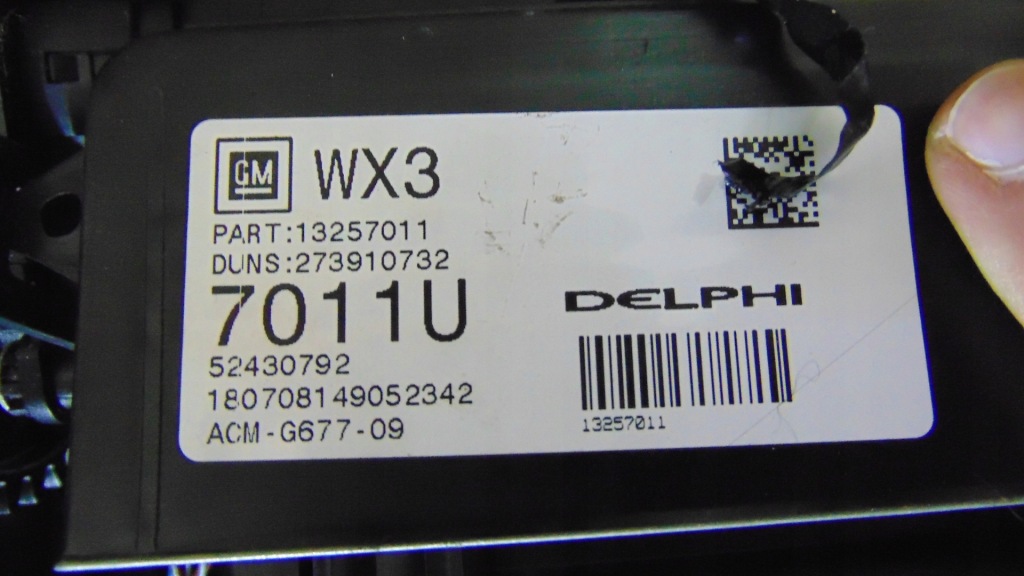 GM WX3
PART:13257011
DUNS:273910732
7011U
52430792
180708149052342
ACM-G677-09
DELPHI
13257011